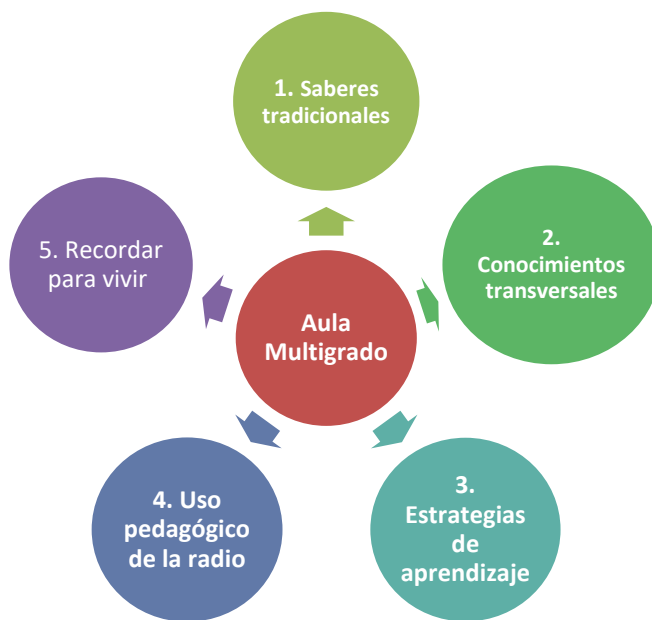 1. Saberes
tradicionales
2.
Conocimientos
transversales
3.
Estrategias
de
aprendizaje
4. Uso
pedagógico
de la radio
5. Recordar
para vivir
Aula
Multigrado